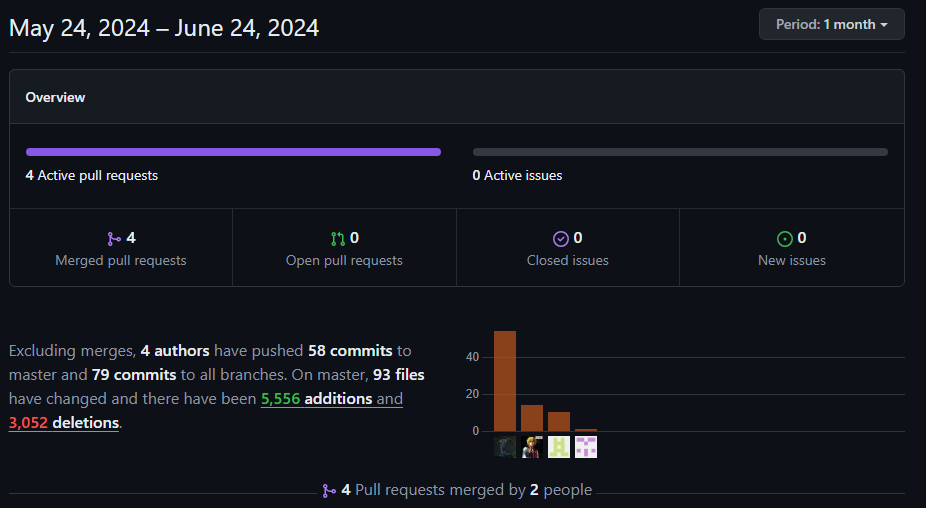 May 24, 2024 – June 24, 2024
Period: 1 month
Overview
4 Active pull requests
0 Active issues
4
Merged pull requests
0
Open pull requests
0
Closed issues
0
New issues
Excluding merges, 4 authors have pushed 58 commits to
master and 79 commits to all branches. On master, 93 files
have changed and there have been 5,556 additions and
3,052 deletions.
40
20
0
4 Pull requests merged by 2 people